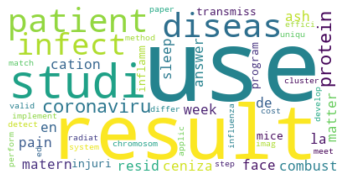 paper
transmiss
patient
diseas
ash
infect
method
sleep
answer
program
effici
uniqu
match
cation
inflamm
protein
studi
use
cluster
valid
coronaviru
week
de
differ
influenza
develop
implement
en
mice
la
cost
detect
pain
result
matter
perform
radiat
edg
system
matern
injuri
chromosom
resid
ceniza
applic
face
step
imag
combust
meet